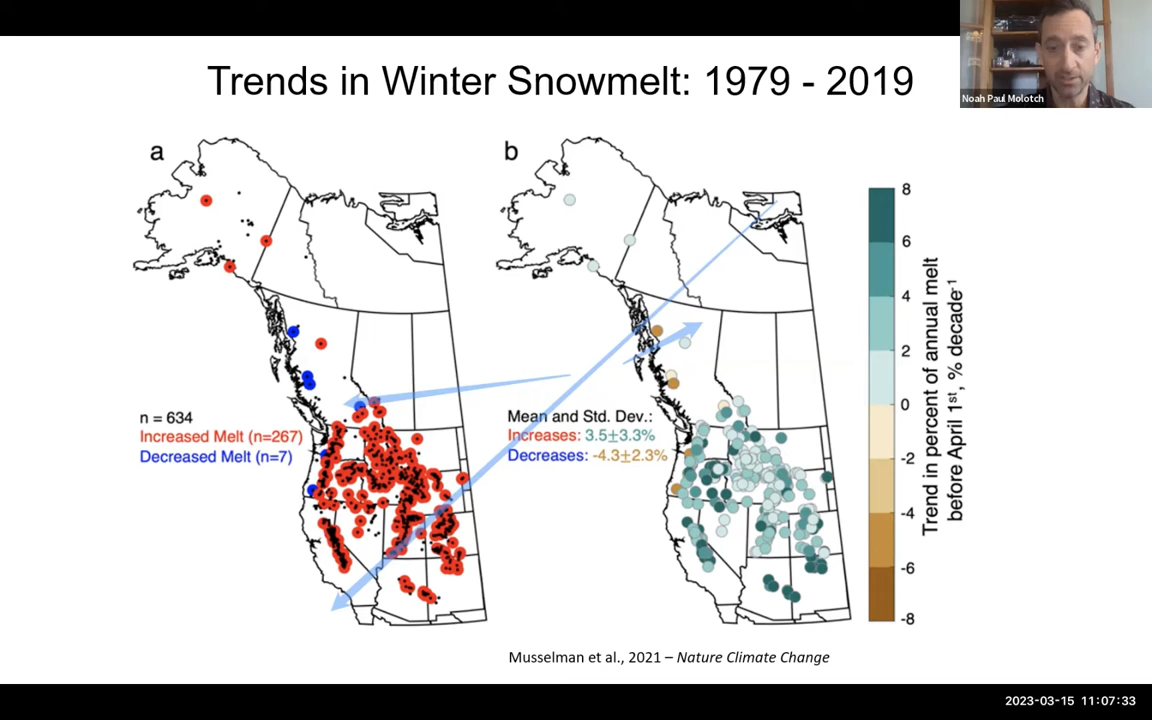 Noah Paul Molotch
Trends in Winter Snowmelt: 1979 - 2019
a
n = 634
Increased Melt (n=267)
Decreased Melt (n=7)
b
Mean and Std. Dev.:
Increases: 3.5±3.3%
Decreases: -4.3±2.3%
8
6
4
2
0
-2
-4
-6
-8
Trend in percent of annual melt
before April 1st, % decade-1
Musselman et al., 2021 – Nature Climate Change
2023-03-15 11:07:33